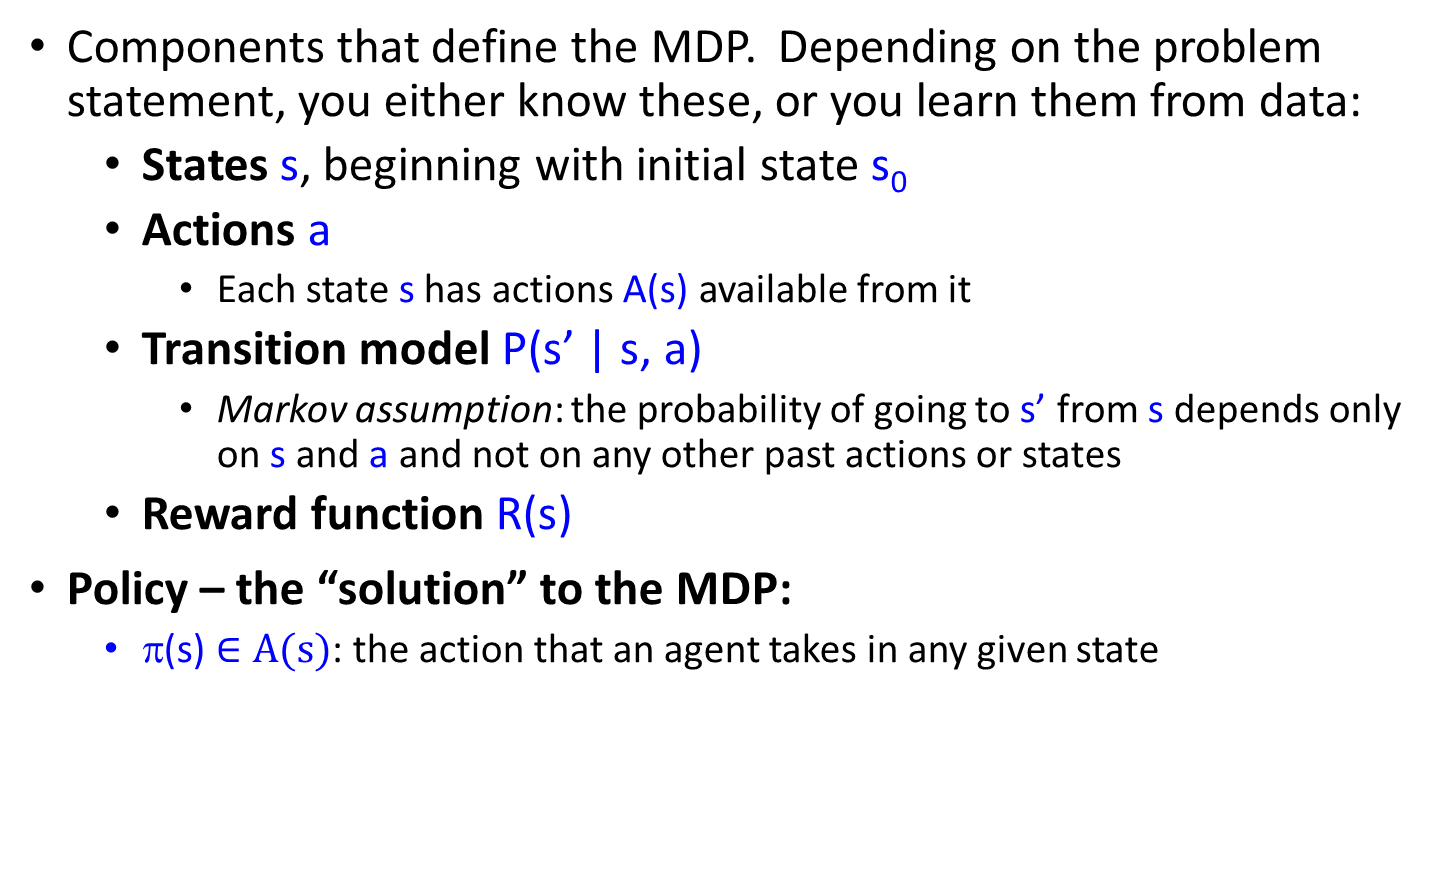 • Components that define the MDP.  Depending on the problem
statement, you either know these, or you learn them from data:
• States s, beginning with initial state s₀
• Actions a
• Each state s has actions A(s) available from it
• Transition model P(s’ | s, a)
• Markov assumption: the probability of going to s’ from s depends only
on s and a and not on any other past actions or states
• Reward function R(s)
• Policy – the “solution” to the MDP:
• π(s) ∈ A(s): the action that an agent takes in any given state